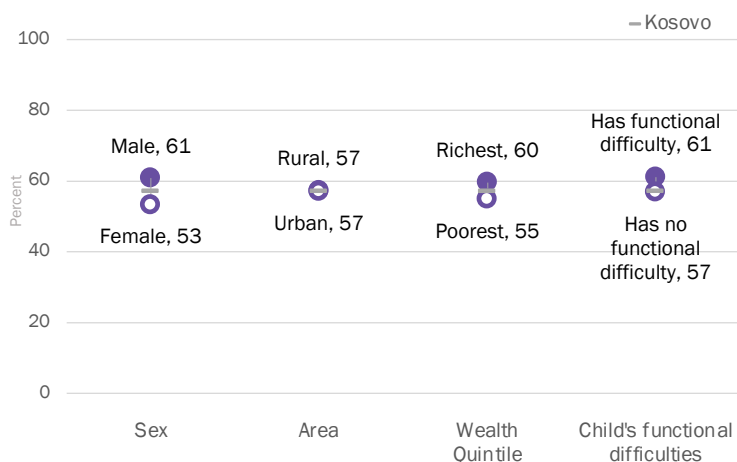 Kosovo
100
80
60
40
20
0
Percent
Male, 61
Female, 53
Rural, 57
Urban, 57
Richest, 60
Poorest, 55
Has functional
difficulty, 61
Has no
functional
difficulty, 57
Sex
Area
Wealth
Quintile
Child's functional
difficulties